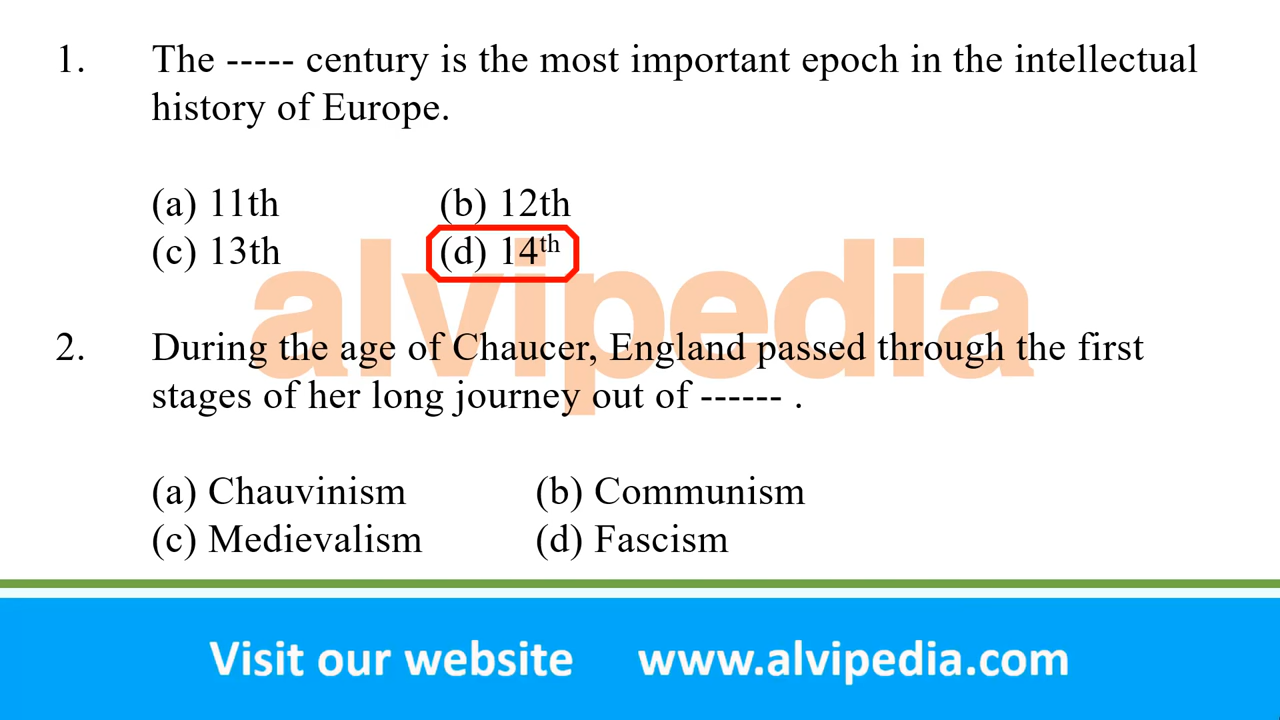 1. The ----- century is the most important epoch in the intellectual
history of Europe.
(a) 11th (b) 12th
(c) 13th (d) 14th
alvipedia
2. During the age of Chaucer, England passed through the first
stages of her long journey out of ------ .
(a) Chauvinism (b) Communism
(c) Medievalism (d) Fascism
Visit our website www.alvipedia.com